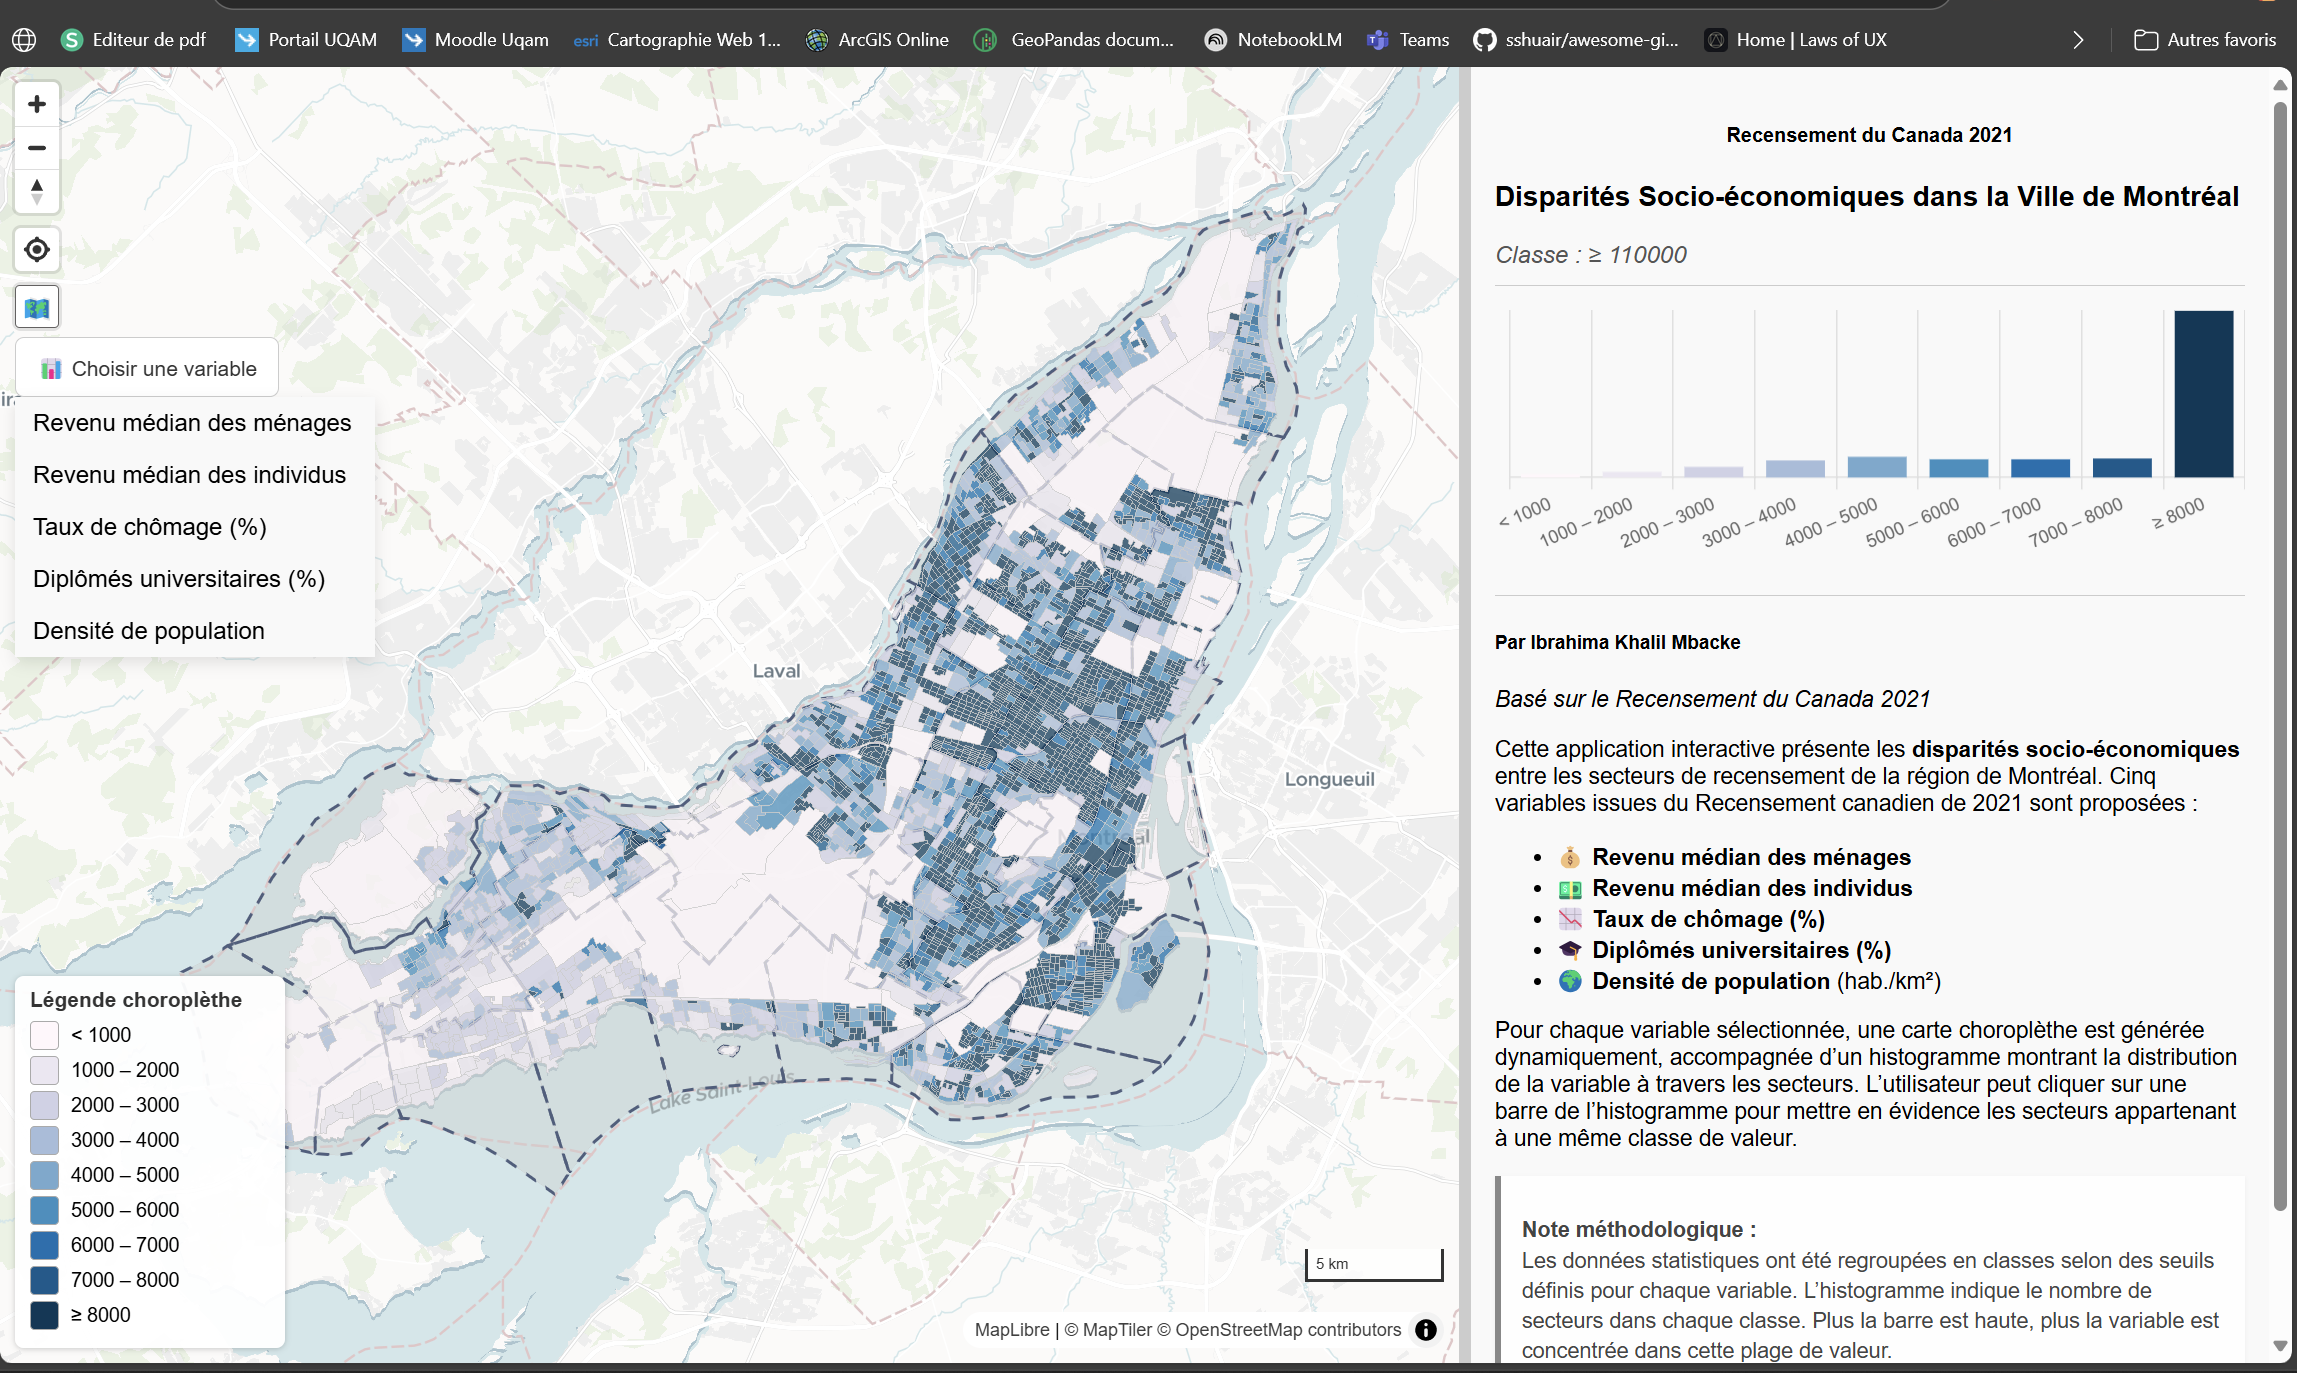 Editeur de pdf
Portail UQAM
Moodle Uqam
esri Cartographie Web 1...
ArcGIS Online
GeoPandas docum...
NotebookLM
Teams
sshuair/awesome-gi...
Home | Laws of UX
Autres favoris
Choisir une variable
Revenu médian des ménages
Revenu médian des individus
Taux de chômage (%)
Diplômés universitaires (%)
Densité de population
Laval
Longueuil
Lake Saint-Louis
Légende choroplèthe
< 1000
1000 – 2000
2000 – 3000
3000 – 4000
4000 – 5000
5000 – 6000
6000 – 7000
7000 – 8000
≥ 8000
5 km
MapLibre | © MapTiler © OpenStreetMap contributors
Recensement du Canada 2021
Disparités Socio-économiques dans la Ville de Montréal
Classe : ≥ 110000
< 1000
1000 – 2000
2000 – 3000
3000 – 4000
4000 – 5000
5000 – 6000
6000 – 7000
7000 – 8000
≥ 8000
Par Ibrahima Khalil Mbacke
Basé sur le Recensement du Canada 2021
Cette application interactive présente les disparités socio-économiques
entre les secteurs de recensement de la région de Montréal. Cinq
variables issues du Recensement canadien de 2021 sont proposées :
• Revenu médian des ménages
• Revenu médian des individus
• Taux de chômage (%)
• Diplômés universitaires (%)
• Densité de population (hab./km²)
Pour chaque variable sélectionnée, une carte choroplèthe est générée
dynamiquement, accompagnée d’un histogramme montrant la distribution
de la variable à travers les secteurs. L’utilisateur peut cliquer sur une
barre de l’histogramme pour mettre en évidence les secteurs appartenant
à une même classe de valeur.
Note méthodologique :
Les données statistiques ont été regroupées en classes selon des seuils
définis pour chaque variable. L’histogramme indique le nombre de
secteurs dans chaque classe. Plus la barre est haute, plus la variable est
concentrée dans cette plage de valeur.